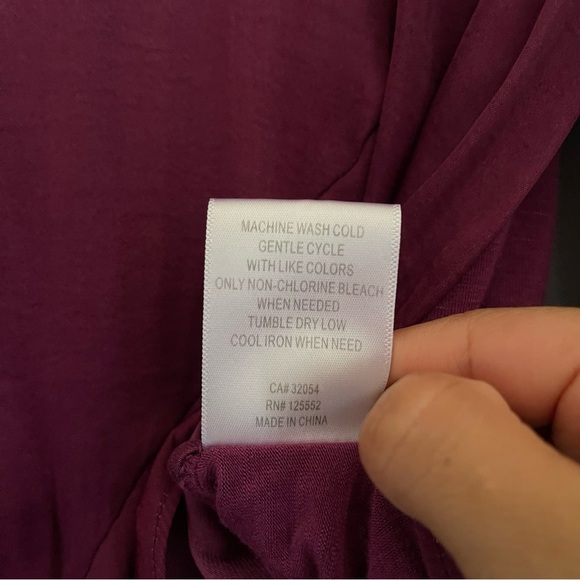 MACHINE WASH COLD
GENTLE CYCLE
WITH LIKE COLORS
ONLY NON-CHLORINE BLEACH
WHEN NEEDED
TUMBLE DRY LOW
COOL IRON WHEN NEED
CA# 32054
RN# 125552
MADE IN CHINA